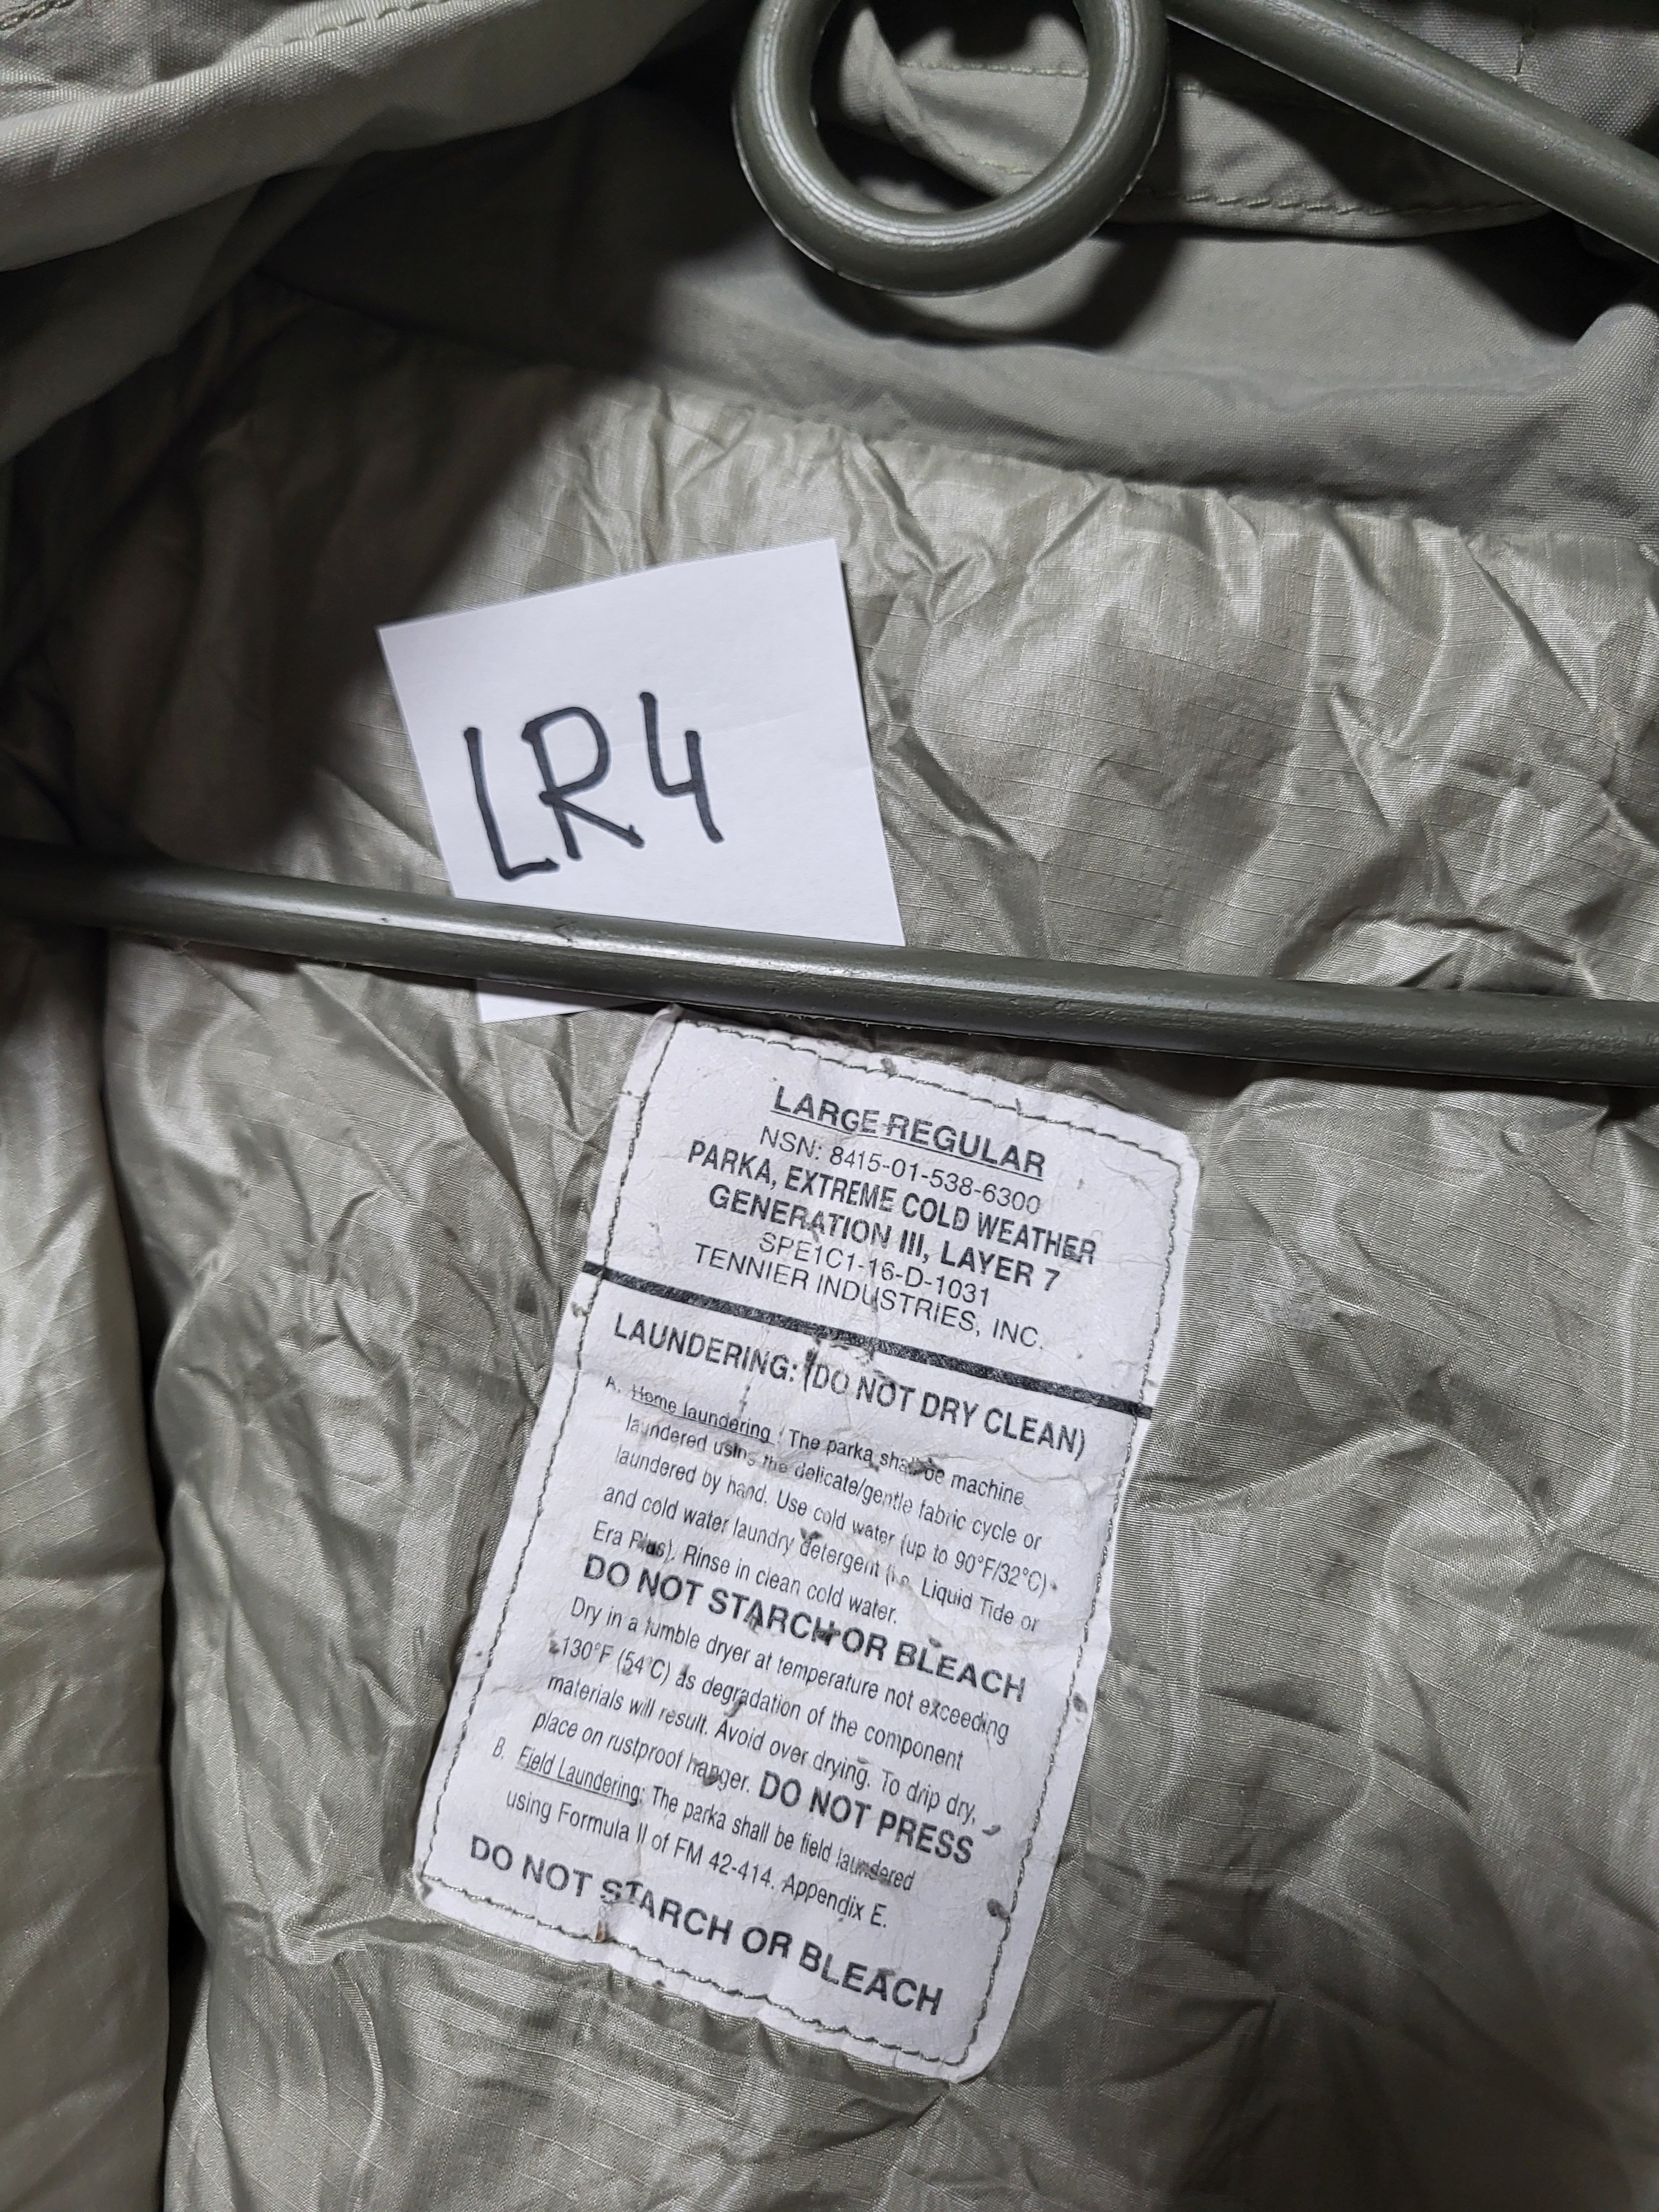 LR4
LARGE-REGULAR
NSN: 8415-01-538-6300
PARKA, EXTREME COLD WEATHER
GENERATION III, LAYER 7
SPE1C1-16-D-1031
TENNIER INDUSTRIES, INC.
LAUNDERING: (DO NOT DRY CLEAN)
A. Home laundering / The parka shall be machine
laundered using the delicate/gentle fabric cycle or
laundered by hand. Use cold water (up to 90°F/32°C)
and cold water laundry detergent (i.e. Liquid Tide or
Era Plus). Rinse in clean cold water.
DO NOT STARCH OR BLEACH
Dry in a tumble dryer at temperature not exceeding
130°F (54°C) as degradation of the component
materials will result. Avoid over drying. To drip dry,
place on rustproof hanger. DO NOT PRESS
B. Field Laundering: The parka shall be field laundered
using Formula II of FM 42-414. Appendix E.
DO NOT STARCH OR BLEACH